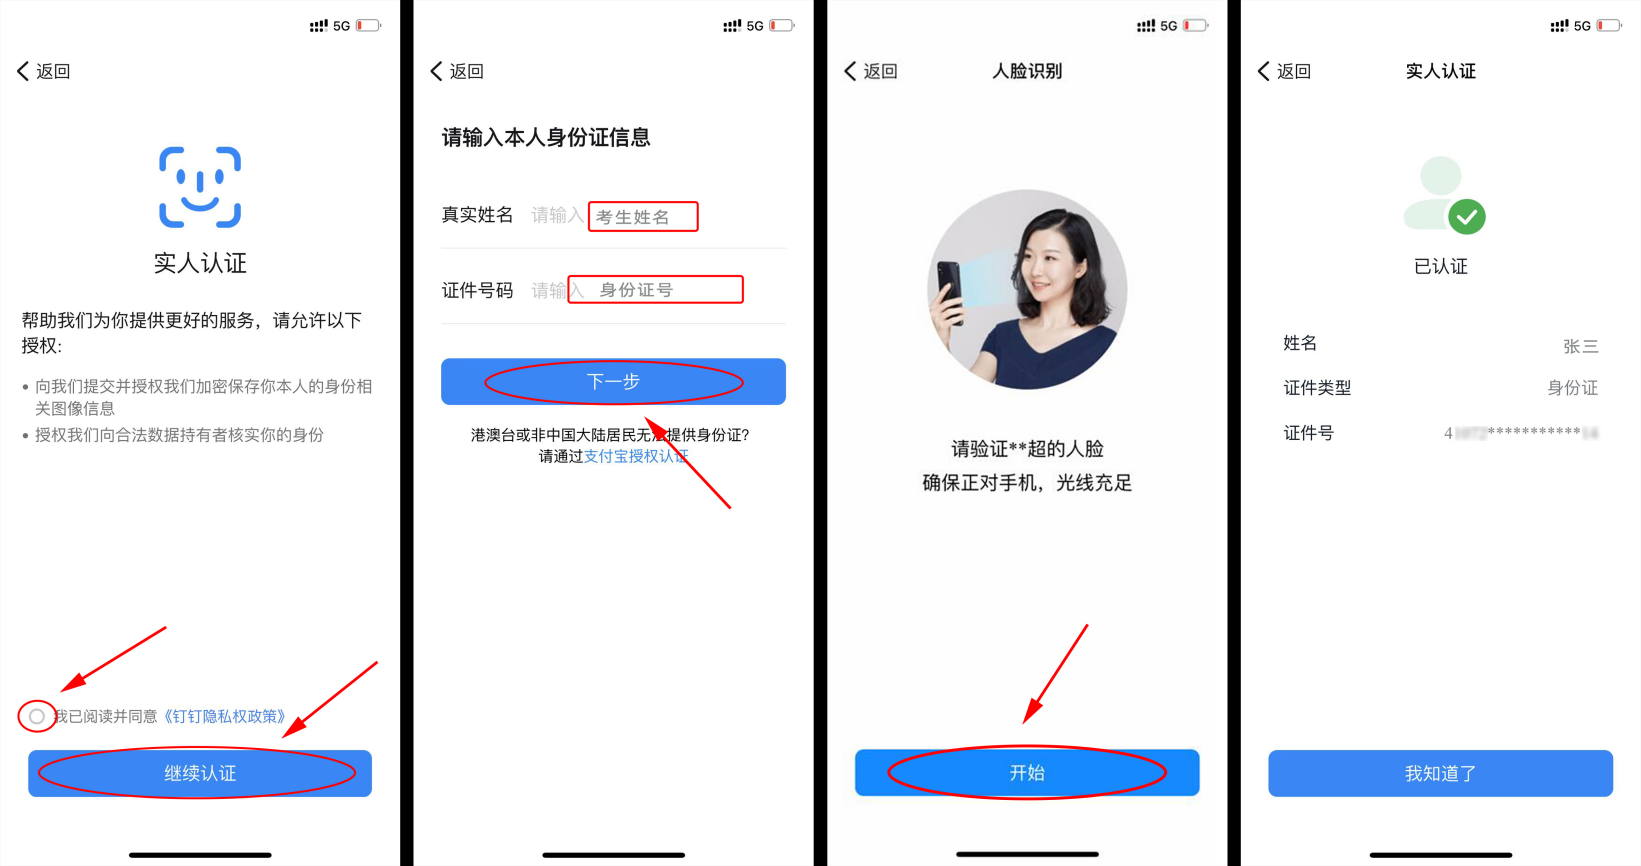 5G
返回
实人认证
帮助我们为你提供更好的服务，请允许以下
授权:
• 向我们提交并授权我们加密保存你本人的身份相
关图像信息
• 授权我们向合法数据持有者核实你的身份
我已阅读并同意《钉钉隐私权政策》
继续认证
5G
返回
请输入本人身份证信息
真实姓名 请输入 考生姓名
证件号码 请输入 身份证号
下一步
港澳台或非中国大陆居民无法提供身份证?
请通过支付宝授权认证
5G
返回 人脸识别
请验证**超的人脸
确保正对手机，光线充足
开始
5G
返回 实人认证
已认证
姓名 张三
证件类型 身份证
证件号 4***********
我知道了